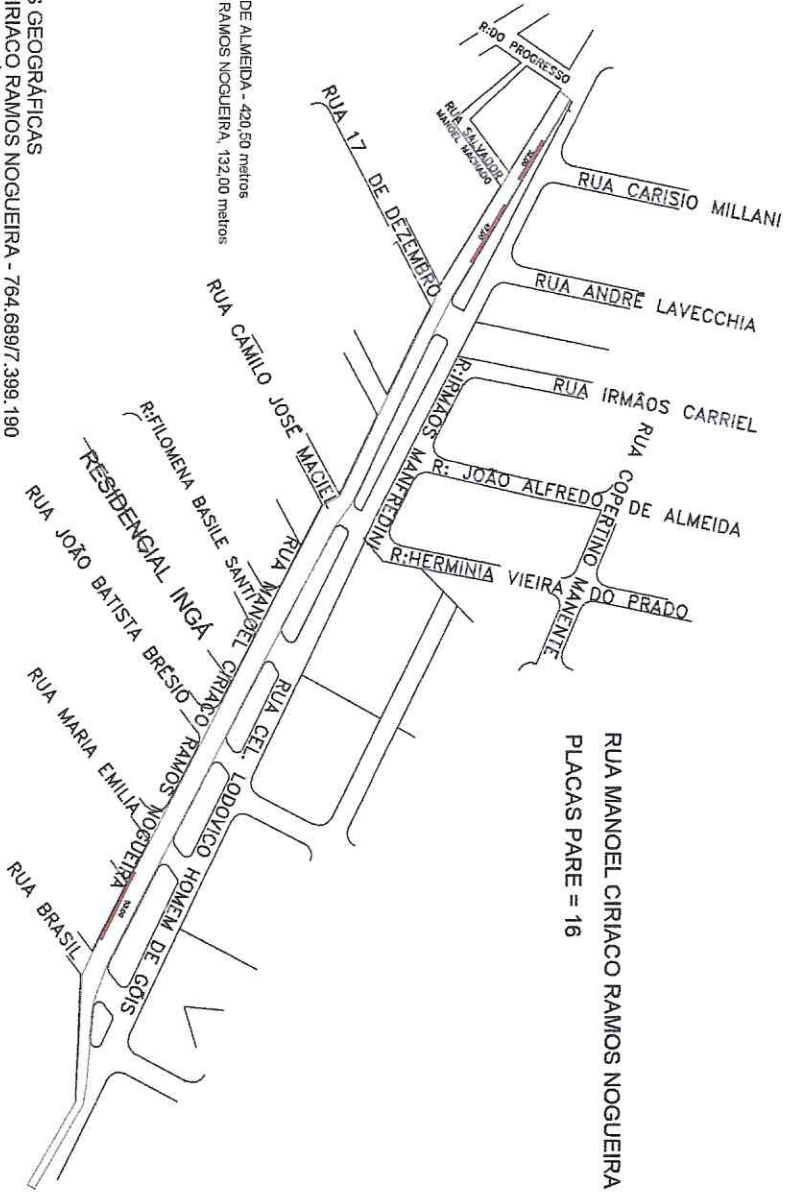 RUA MANOEL CIRIACO RAMOS NOGUEIRA
PLACAS PARE = 16
R:DO PROGRESSO
RUA SALVADOR
MANOEL MACHADO
RUA 17 DE DEZEMBRO
RUA CAMILO JOSÉ MACIEL
R:FILOMENA BASILE SANTI
RESIDENCIAL INGÁ
RUA JOÃO BATISTA BRÉSIO
RUA MARIA EMILIA
RUA BRASIL
RUA MANOEL CIRIACO RAMOS NOGUEIRA
RUA CEL. LODOVICO HOMEM DE GÓIS
R:IRMÃOS MANFREDINI
RUA CARISIO MILLANI
RUA ANDRÉ LAVECCHIA
RUA IRMÃOS CARRIEL
R: JOÃO ALFREDO DE ALMEIDA
RUA COPERTINO MANENTE
R:HERMINIA VIEIRA DO PRADO
50,00
DE ALMEIDA - 420,50 metros
RAMOS NOGUEIRA, 132,00 metros
S GEOGRÁFICAS
IRIACO RAMOS NOGUEIRA - 764.689/7.399.190